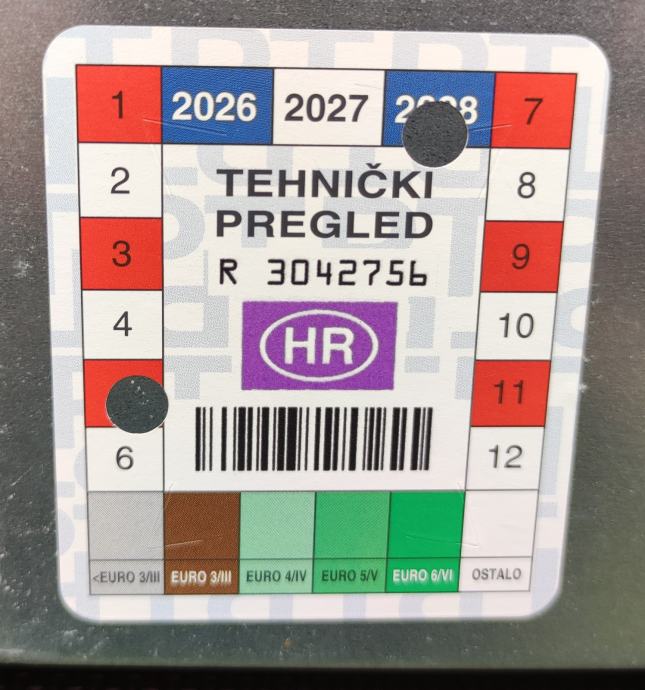 1 2026 2027 2028 7
2 TEHNIČKI 8
PREGLED
3 R 3042756 9
4 HR 10
11
6 12
<EURO 3/III EURO 3/III EURO 4/IV EURO 5/V EURO 6/VI OSTALO